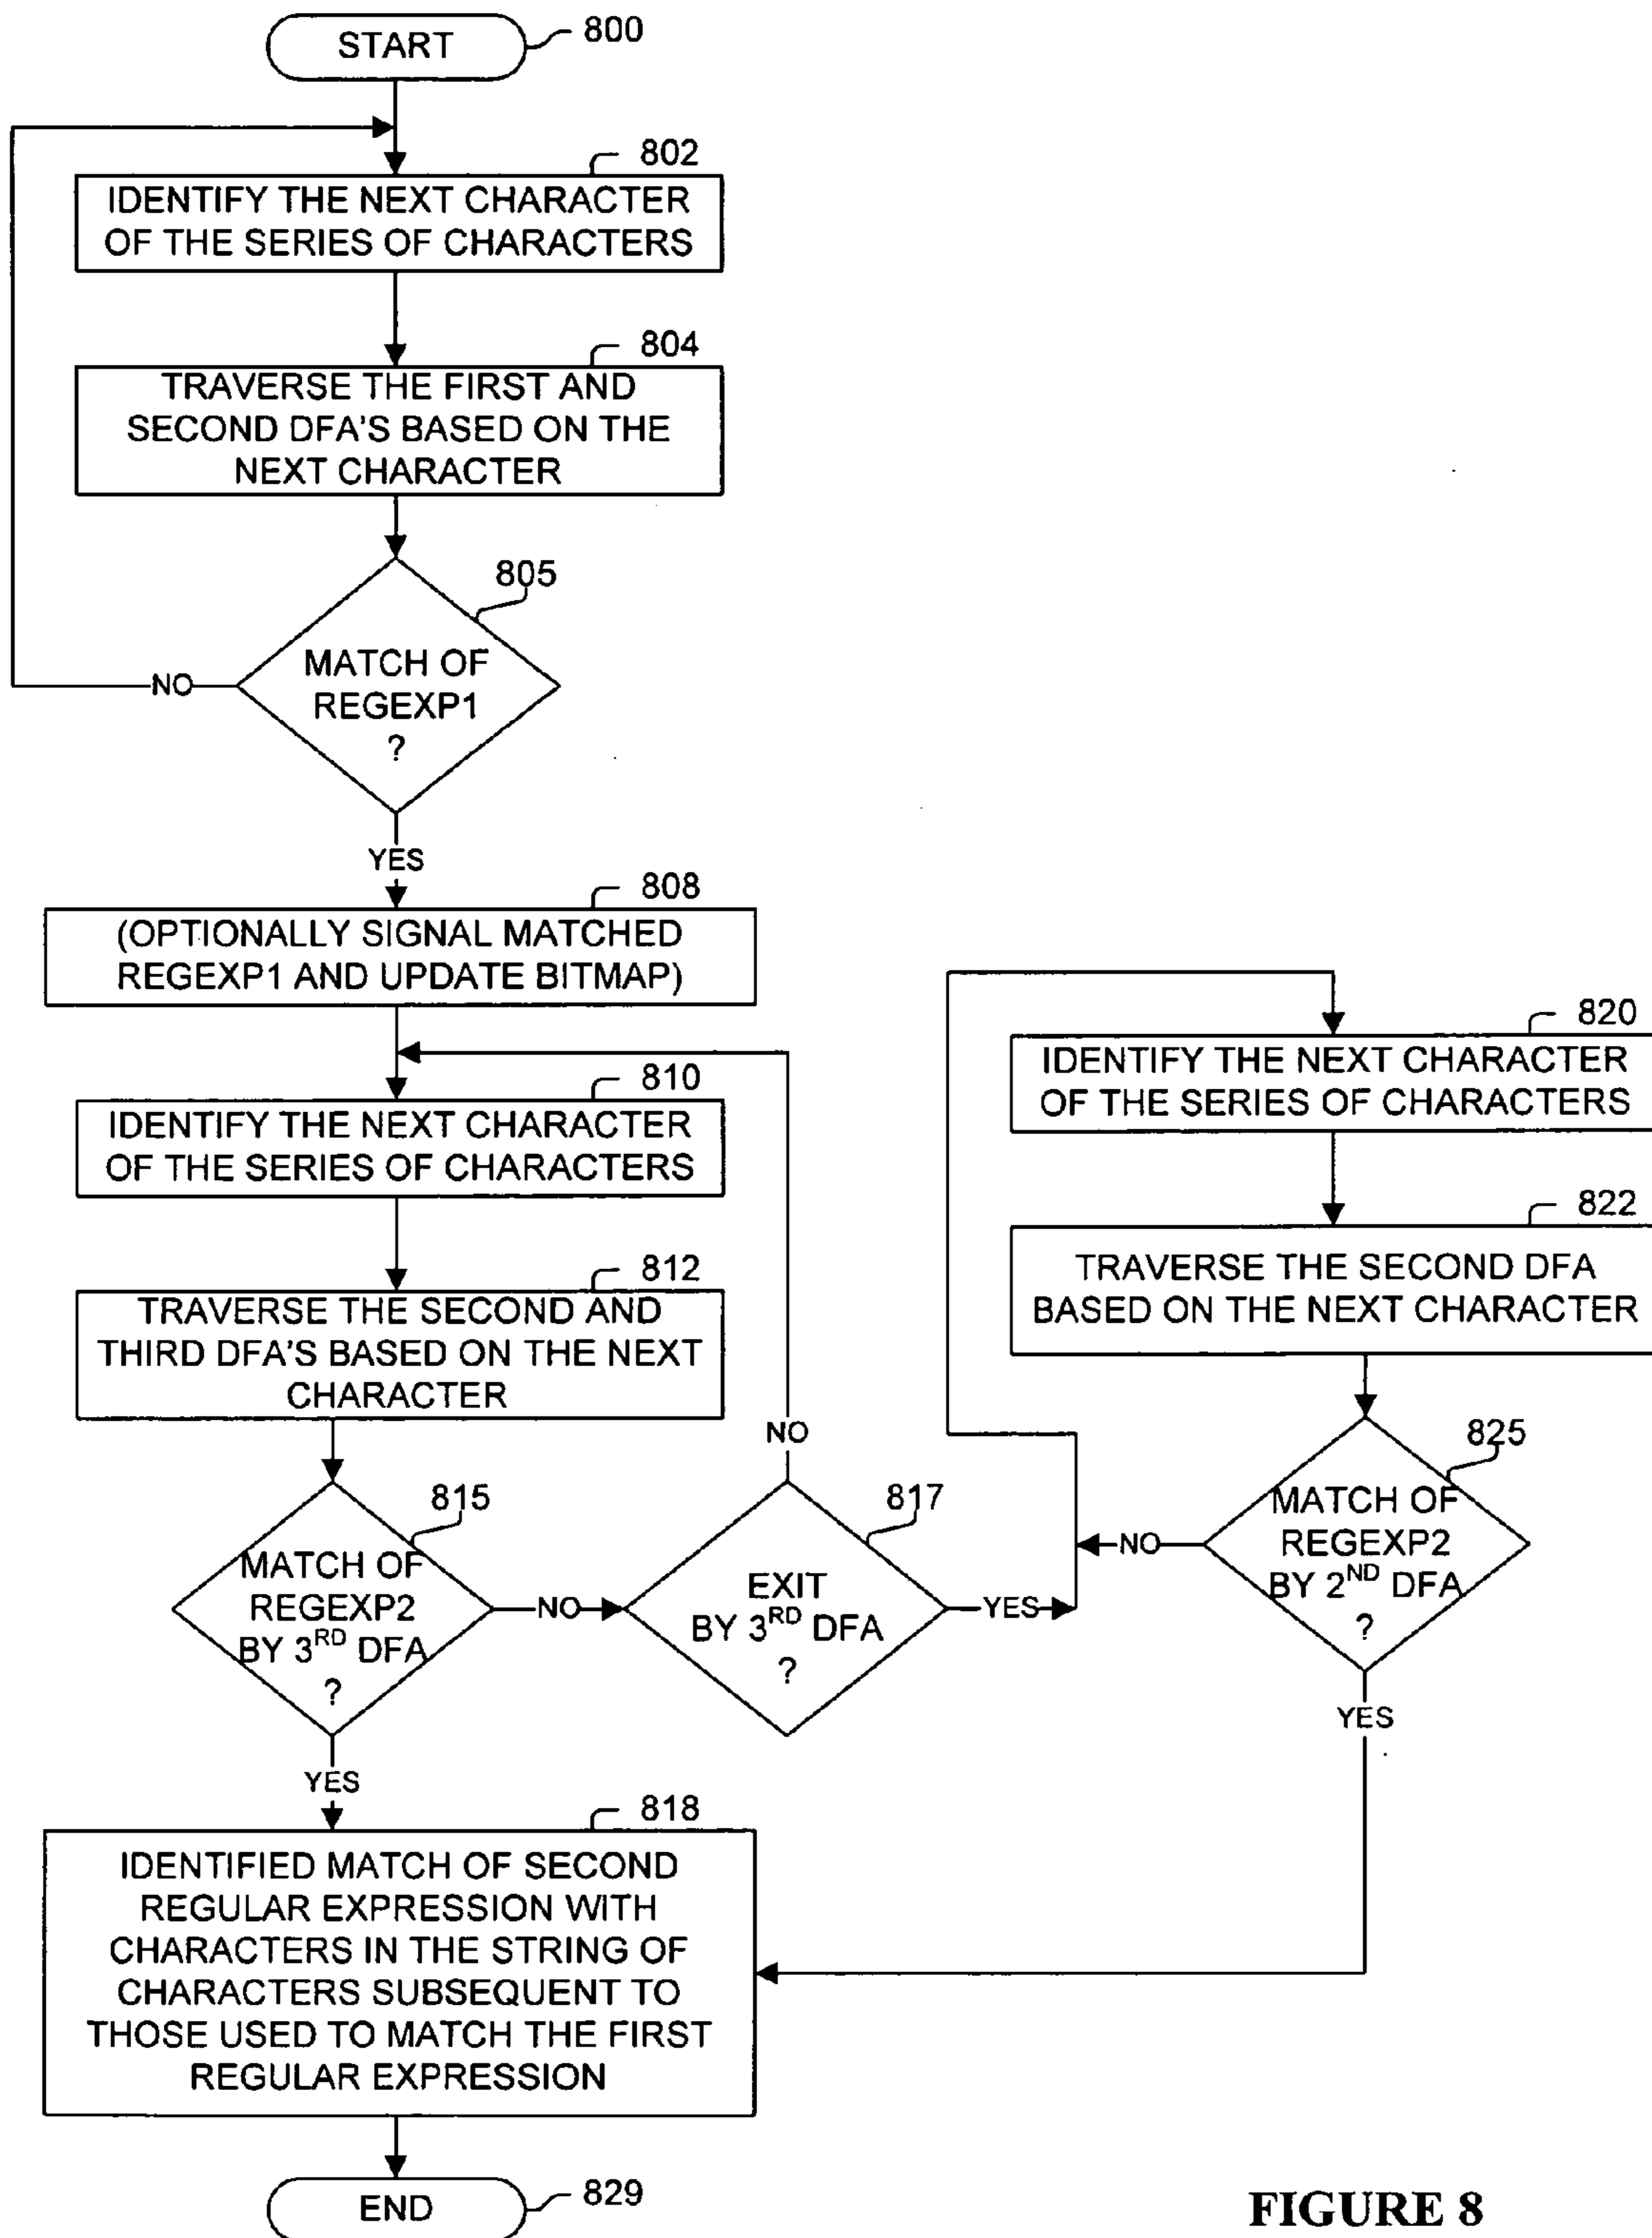 START
800
802
IDENTIFY THE NEXT CHARACTER
OF THE SERIES OF CHARACTERS
804
TRAVERSE THE FIRST AND
SECOND DFA'S BASED ON THE
NEXT CHARACTER
805
MATCH OF
REGEXP1
?
NO
YES
808
(OPTIONALLY SIGNAL MATCHED
REGEXP1 AND UPDATE BITMAP)
810
IDENTIFY THE NEXT CHARACTER
OF THE SERIES OF CHARACTERS
812
TRAVERSE THE SECOND AND
THIRD DFA'S BASED ON THE NEXT
CHARACTER
815
MATCH OF
REGEXP2
BY 3RD DFA
?
NO
YES
817
EXIT
BY 3RD DFA
?
NO
YES
820
IDENTIFY THE NEXT CHARACTER
OF THE SERIES OF CHARACTERS
822
TRAVERSE THE SECOND DFA
BASED ON THE NEXT CHARACTER
825
MATCH OF
REGEXP2
BY 2ND DFA
?
NO
YES
818
IDENTIFIED MATCH OF SECOND
REGULAR EXPRESSION WITH
CHARACTERS IN THE STRING OF
CHARACTERS SUBSEQUENT TO
THOSE USED TO MATCH THE FIRST
REGULAR EXPRESSION
END
829
FIGURE 8